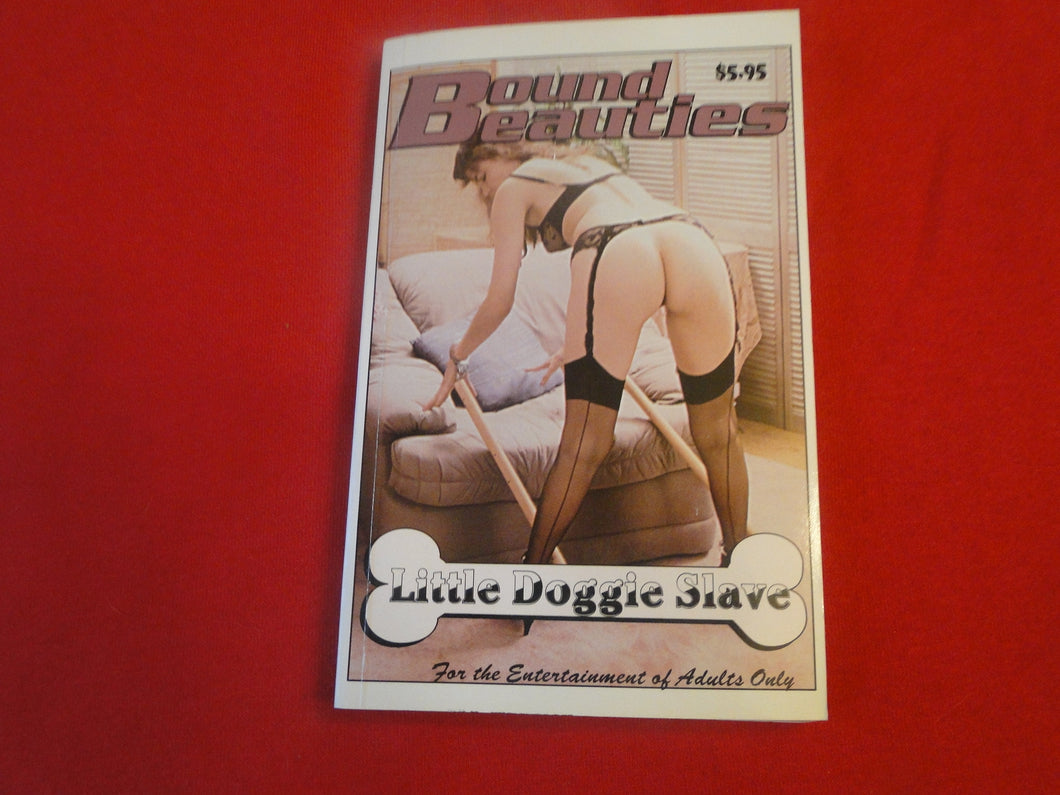 $5.95
Bound
Beauties
Little Doggie Slave
For the Entertainment of Adults Only